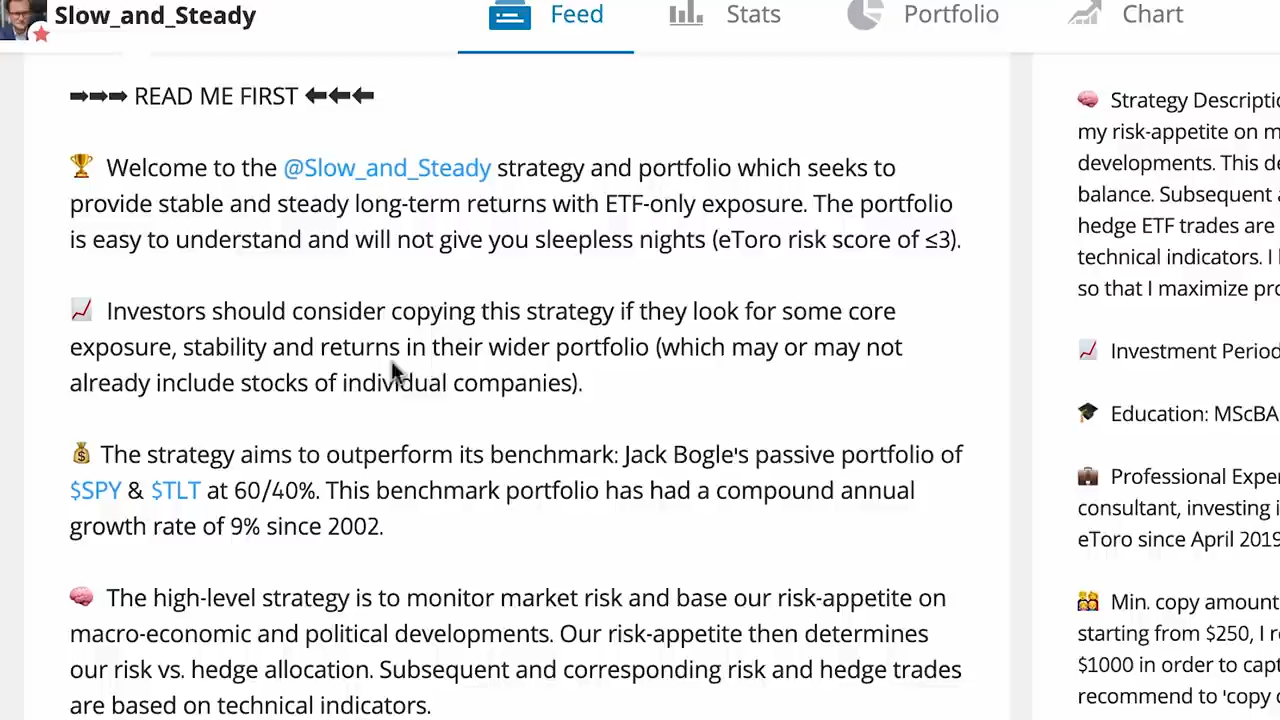 Slow_and_Steady
Feed
Stats
Portfolio
Chart
➡➡➡ READ ME FIRST ⬅⬅⬅
🏆 Welcome to the @Slow_and_Steady strategy and portfolio which seeks to
provide stable and steady long-term returns with ETF-only exposure. The portfolio
is easy to understand and will not give you sleepless nights (eToro risk score of ≤3).
📈 Investors should consider copying this strategy if they look for some core
exposure, stability and returns in their wider portfolio (which may or may not
already include stocks of individual companies).
💰 The strategy aims to outperform its benchmark: Jack Bogle's passive portfolio of
$SPY & $TLT at 60/40%. This benchmark portfolio has had a compound annual
growth rate of 9% since 2002.
🧠 The high-level strategy is to monitor market risk and base our risk-appetite on
macro-economic and political developments. Our risk-appetite then determines
our risk vs. hedge allocation. Subsequent and corresponding risk and hedge trades
are based on technical indicators.
🧠 Strategy Descripti
my risk-appetite on m
developments. This de
balance. Subsequent
hedge ETF trades are
technical indicators. I
so that I maximize pro
📈 Investment Period
🎓 Education: MScBA
💼 Professional Exper
consultant, investing i
eToro since April 2019
Min. copy amount
starting from $250, I r
$1000 in order to capt
recommend to 'copy